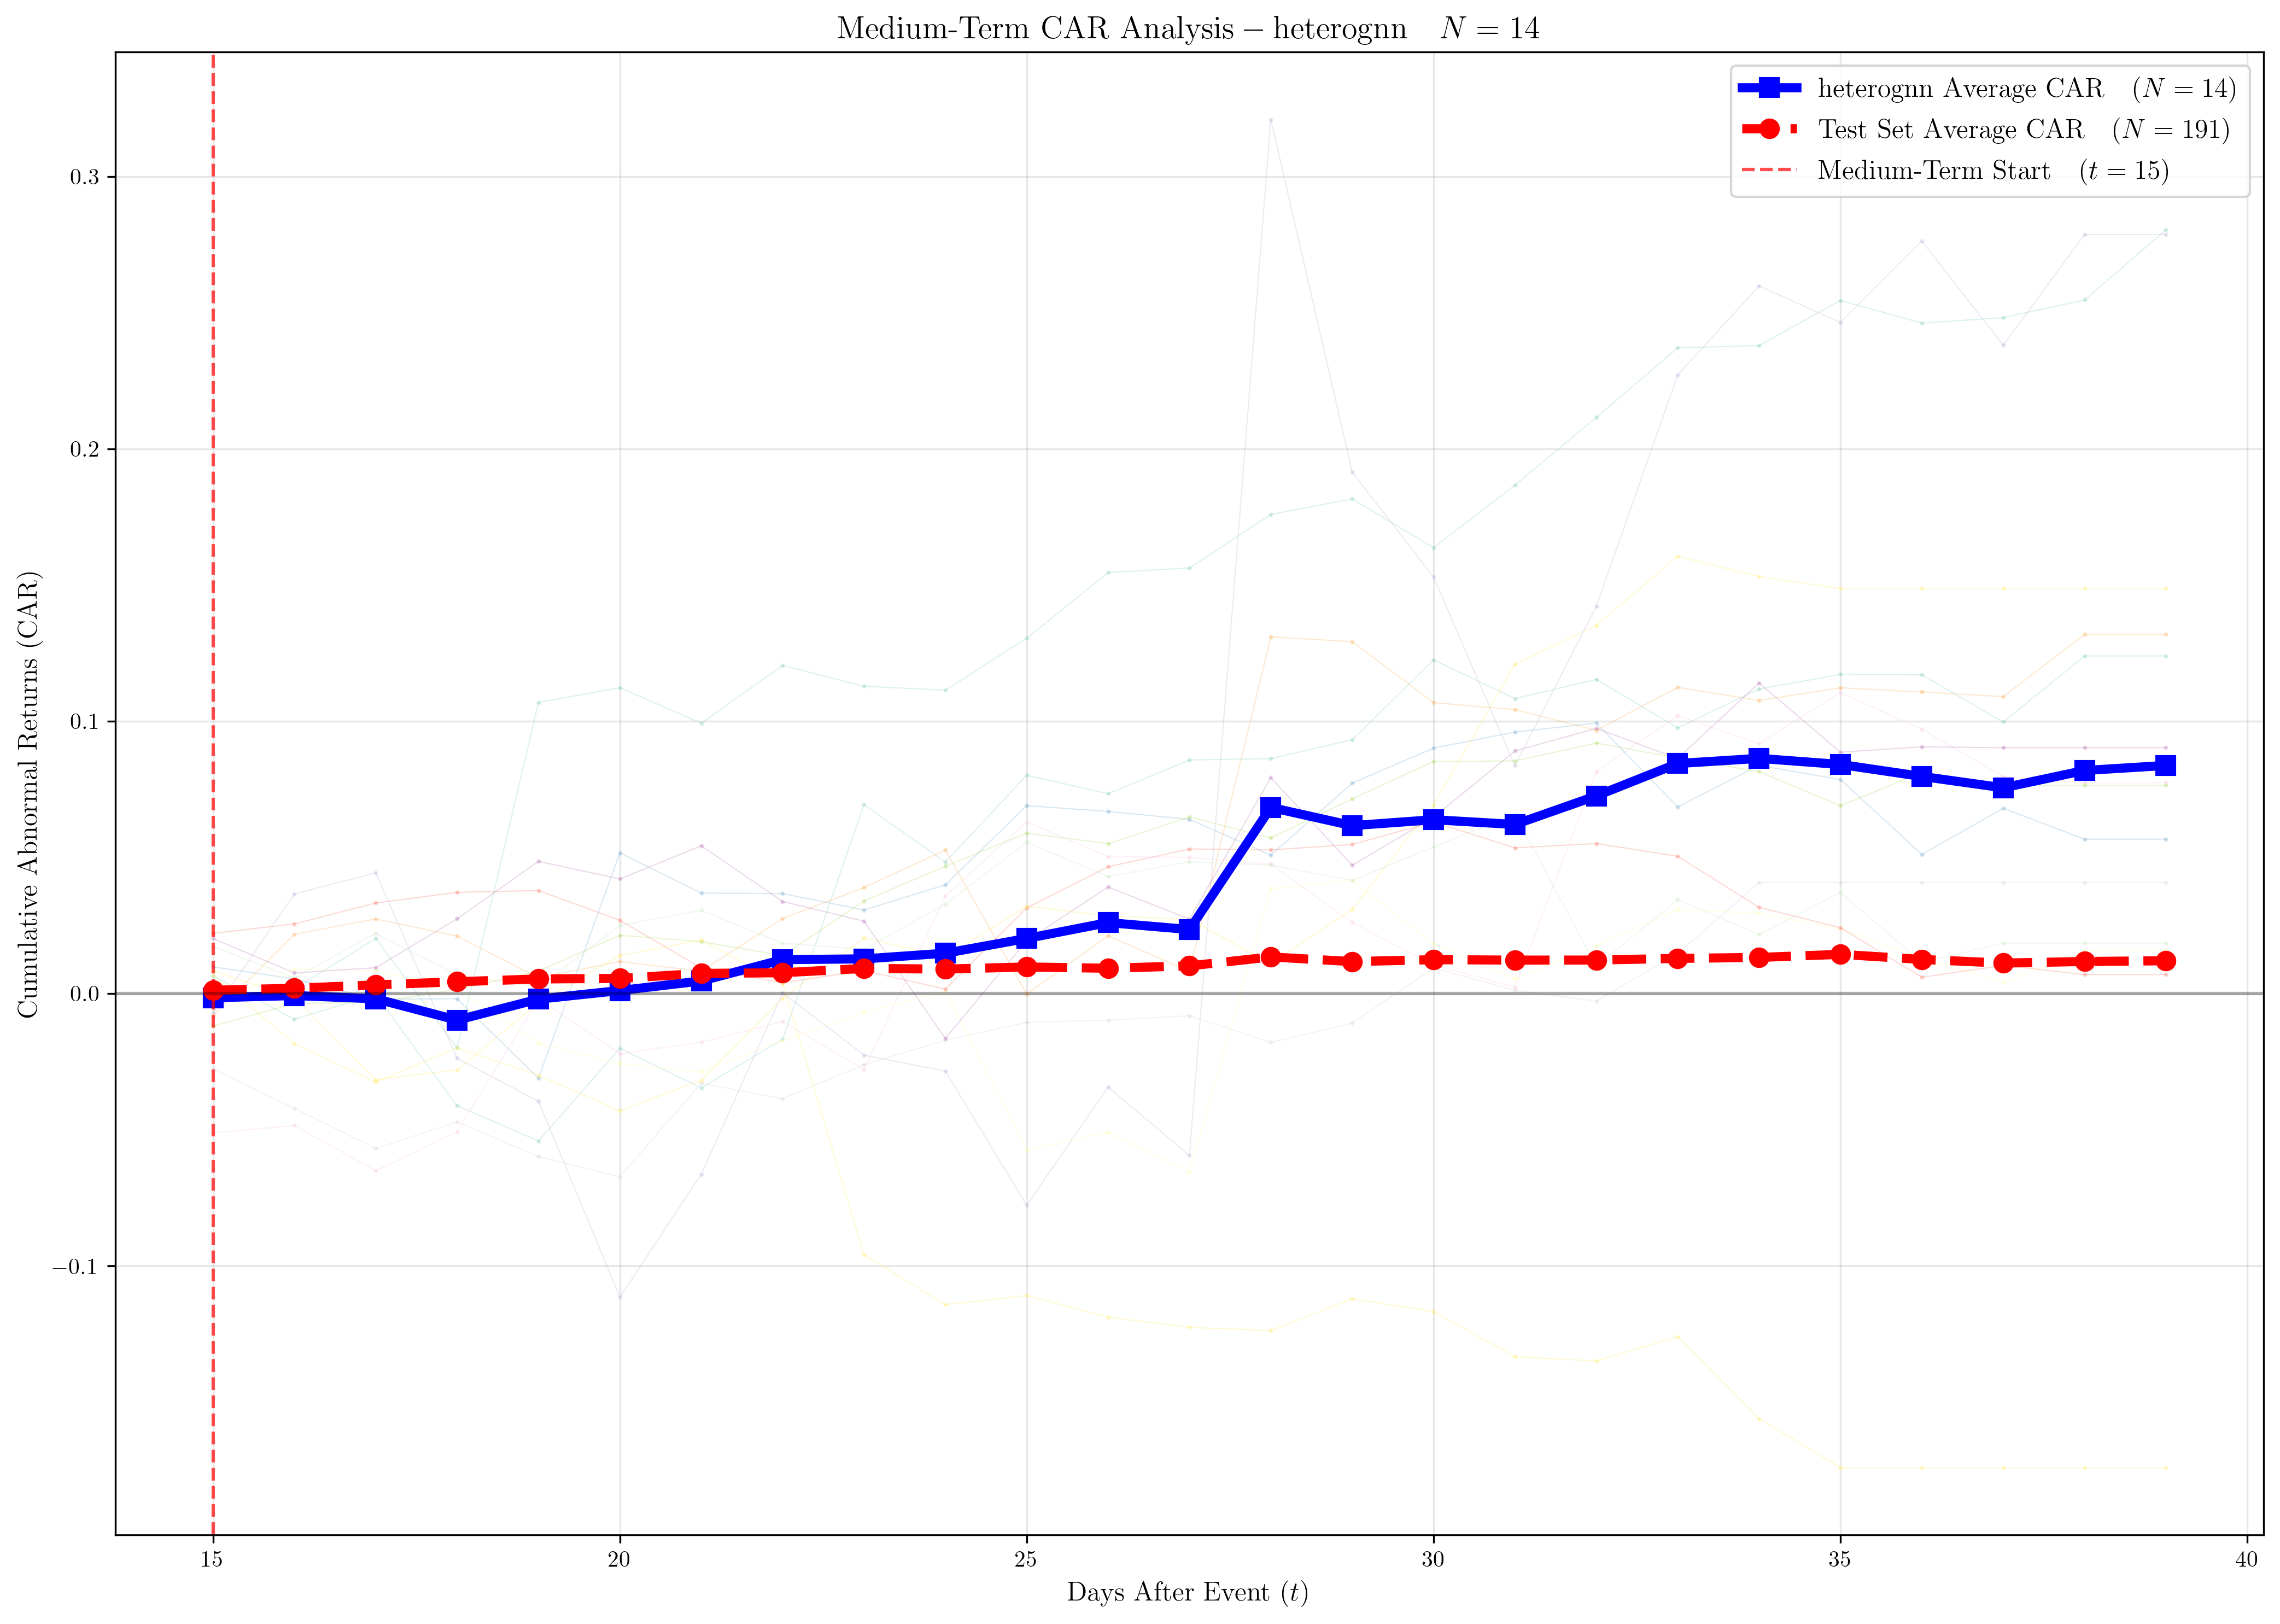 Medium-Term CAR Analysis – heterognn N = 14
heterognn Average CAR (N = 14)
Test Set Average CAR (N = 191)
Medium-Term Start (t = 15)
Cumulative Abnormal Returns (CAR)
0.3
0.2
0.1
0.0
−0.1
15 20 25 30 35 40
Days After Event (t)